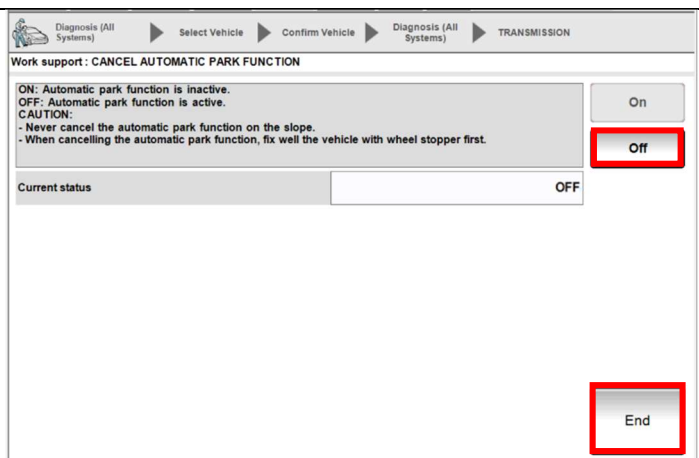 Diagnosis (All
Systems)
Select Vehicle
Confirm Vehicle
Diagnosis (All
Systems)
TRANSMISSION
Work support : CANCEL AUTOMATIC PARK FUNCTION
ON: Automatic park function is inactive.
OFF: Automatic park function is active.
CAUTION:
- Never cancel the automatic park function on the slope.
- When cancelling the automatic park function, fix well the vehicle with wheel stopper first.
On
Off
Current status
OFF
End